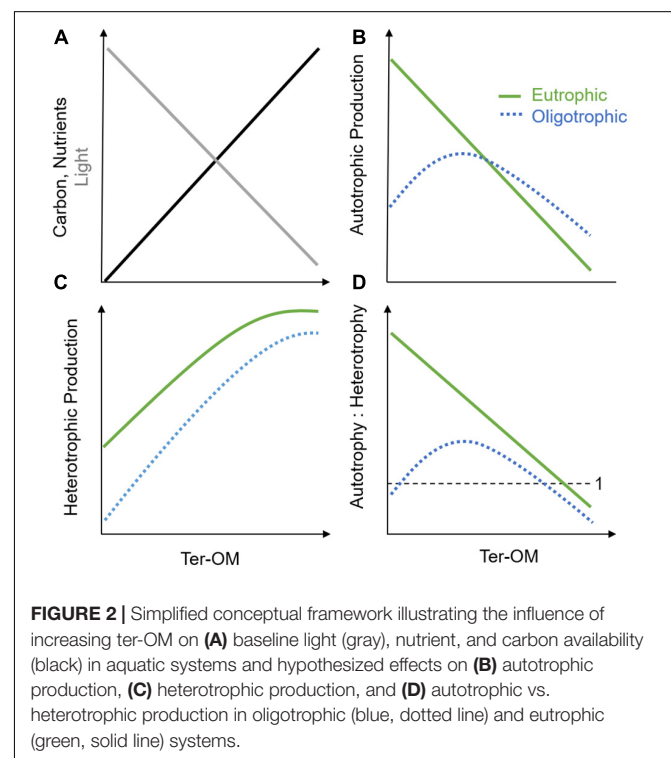 A
Carbon, Nutrients
Light
B
Autotrophic Production
Eutrophic
Oligotrophic
C
Heterotrophic Production
Ter-OM
D
Autotrophy : Heterotrophy
1
Ter-OM
FIGURE 2 | Simplified conceptual framework illustrating the influence of
increasing ter-OM on (A) baseline light (gray), nutrient, and carbon availability
(black) in aquatic systems and hypothesized effects on (B) autotrophic
production, (C) heterotrophic production, and (D) autotrophic vs.
heterotrophic production in oligotrophic (blue, dotted line) and eutrophic
(green, solid line) systems.